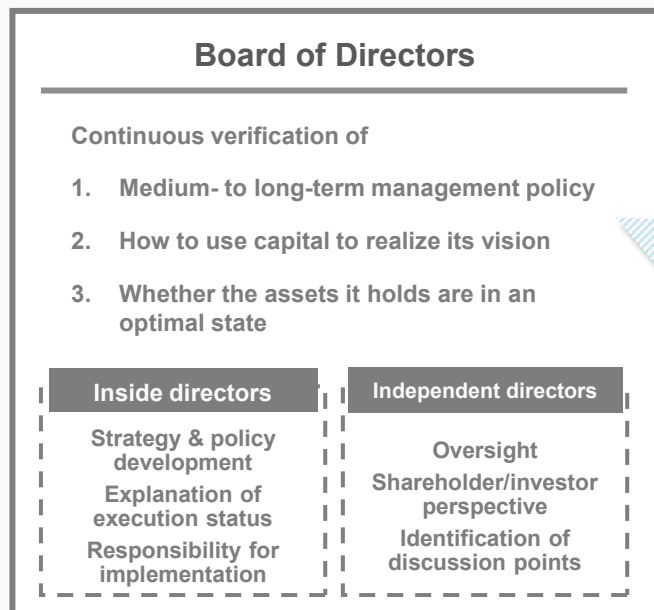 Board of Directors
Continuous verification of
1. Medium- to long-term management policy
2. How to use capital to realize its vision
3. Whether the assets it holds are in an
optimal state
Inside directors
Strategy & policy
development
Explanation of
execution status
Responsibility for
implementation
Independent directors
Oversight
Shareholder/investor
perspective
Identification of
discussion points